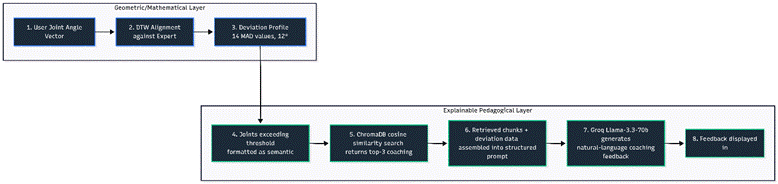 Geometric/Mathematical Layer
1. User Joint Angle
Vector
2. DTW Alignment
against Expert
3. Deviation Profile
14 MAD values, 12°
Explainable Pedagogical Layer
4. Joints exceeding
threshold
formatted as semantic
5. ChromaDB cosine
similarity search
returns top-3 coaching
6. Retrieved chunks +
deviation data
assembled into structured
prompt
7. Groq Llama-3.3-70b
generates
natural-language coaching
feedback
8. Feedback displayed
in